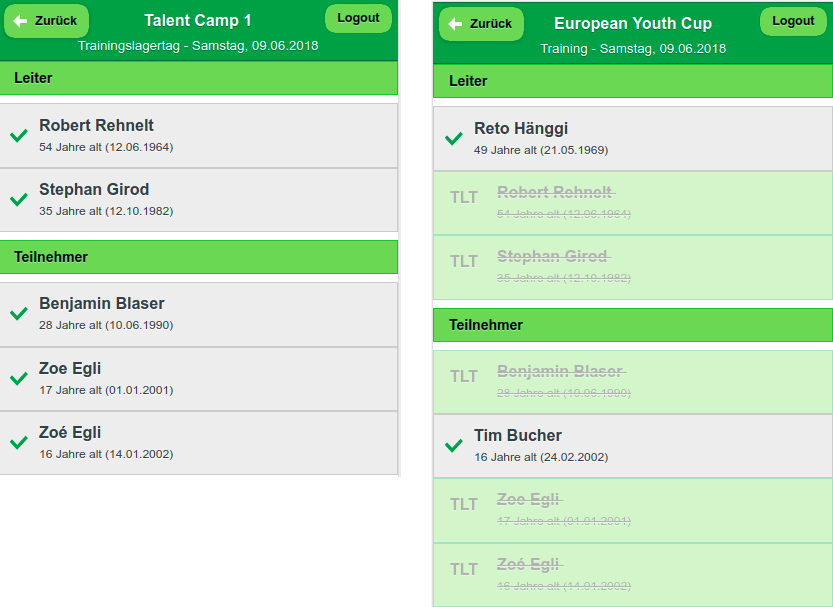 Zurück
Talent Camp 1
Logout
Trainingslagertag - Samstag, 09.06.2018
Leiter
Robert Rehnelt
54 Jahre alt (12.06.1964)
Stephan Girod
35 Jahre alt (12.10.1982)
Teilnehmer
Benjamin Blaser
28 Jahre alt (10.06.1990)
Zoe Egli
17 Jahre alt (01.01.2001)
Zoé Egli
16 Jahre alt (14.01.2002)
Zurück
European Youth Cup
Logout
Training - Samstag, 09.06.2018
Leiter
Reto Hänggi
49 Jahre alt (21.05.1969)
TLT
Robert Rehnelt
54 Jahre alt (12.06.1964)
TLT
Stephan Girod
35 Jahre alt (12.10.1982)
Teilnehmer
TLT
Benjamin Blaser
28 Jahre alt (10.06.1990)
Tim Bucher
16 Jahre alt (24.02.2002)
TLT
Zoe Egli
17 Jahre alt (01.01.2001)
TLT
Zoé Egli
16 Jahre alt (14.01.2002)